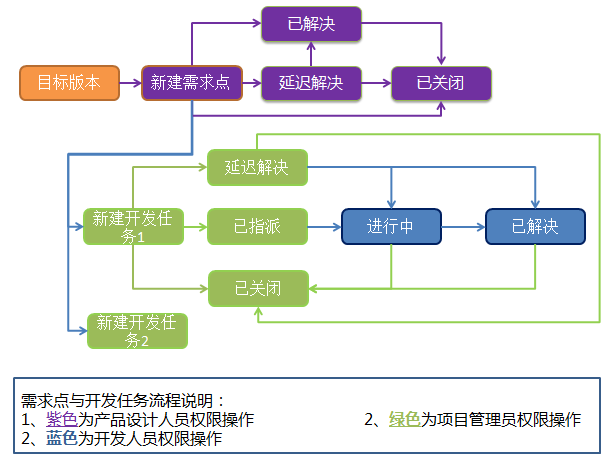 已解决
目标版本
新建需求点
延迟解决
已关闭
延迟解决
新建开发任
务1
已指派
进行中
已解决
已关闭
新建开发任
务2
需求点与开发任务流程说明：
1、紫色为产品设计人员权限操作 2、绿色为项目管理员权限操作
2、蓝色为开发人员权限操作